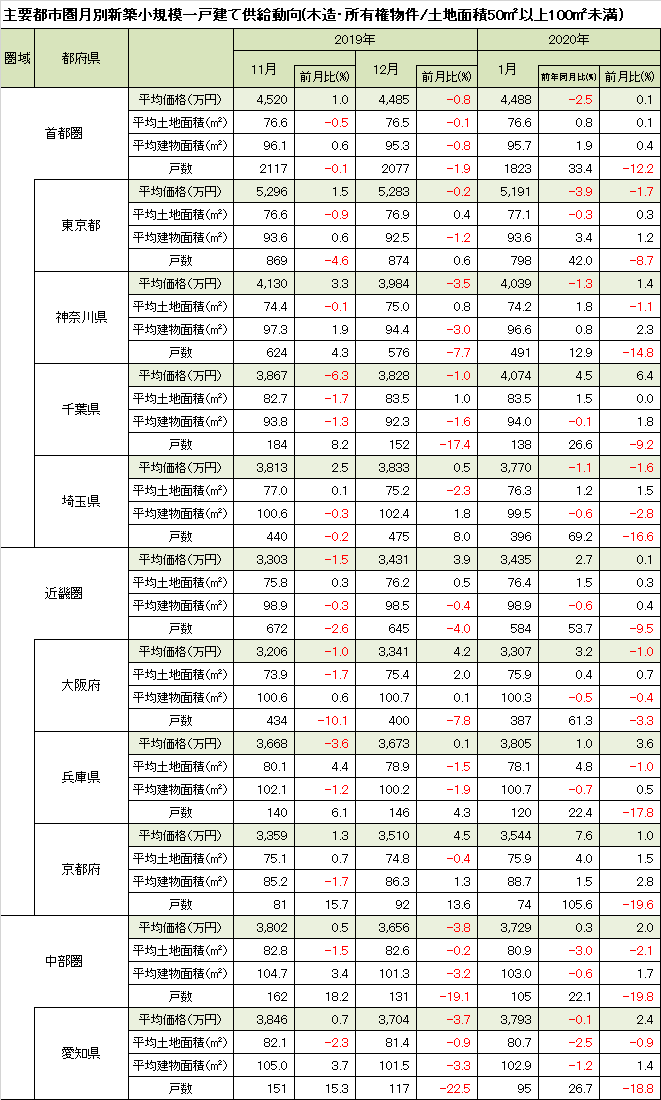 主要都市圏月別新築小規模一戸建て供給動向(木造・所有権物件/土地面積50㎡以上100㎡未満)
圏域 都府県 2019年 2020年
11月 前月比(%) 12月 前月比(%) 1月 前年同月比(%) 前月比(%)
首都圏
平均価格(万円) 4,520 1.0 4,485 -0.8 4,488 -2.5 0.1
平均土地面積(㎡) 76.6 -0.5 76.5 -0.1 76.6 0.8 0.1
平均建物面積(㎡) 96.1 0.6 95.3 -0.8 95.7 1.9 0.4
戸数 2117 -0.1 2077 -1.9 1823 33.4 -12.2
東京都
平均価格(万円) 5,296 1.5 5,283 -0.2 5,191 -3.9 -1.7
平均土地面積(㎡) 76.6 -0.9 76.9 0.4 77.1 -0.3 0.3
平均建物面積(㎡) 93.6 0.6 92.5 -1.2 93.6 3.4 1.2
戸数 869 -4.6 874 0.6 798 42.0 -8.7
神奈川県
平均価格(万円) 4,130 3.3 3,984 -3.5 4,039 -1.3 1.4
平均土地面積(㎡) 74.4 -0.1 75.0 0.8 74.2 1.8 -1.1
平均建物面積(㎡) 97.3 1.9 94.4 -3.0 96.6 0.8 2.3
戸数 624 4.3 576 -7.7 491 12.9 -14.8
千葉県
平均価格(万円) 3,867 -6.3 3,828 -1.0 4,074 4.5 6.4
平均土地面積(㎡) 82.7 -1.7 83.5 1.0 83.5 1.5 0.0
平均建物面積(㎡) 93.8 -1.3 92.3 -1.6 94.0 -0.1 1.8
戸数 184 8.2 152 -17.4 138 26.6 -9.2
埼玉県
平均価格(万円) 3,813 2.5 3,833 0.5 3,770 -1.1 -1.6
平均土地面積(㎡) 77.0 0.1 75.2 -2.3 76.3 1.2 1.5
平均建物面積(㎡) 100.6 -0.3 102.4 1.8 99.5 -0.6 -2.8
戸数 440 -0.2 475 8.0 396 69.2 -16.6
近畿圏
平均価格(万円) 3,303 -1.5 3,431 3.9 3,435 2.7 0.1
平均土地面積(㎡) 75.8 0.3 76.2 0.5 76.4 1.5 0.3
平均建物面積(㎡) 98.9 -0.3 98.5 -0.4 98.9 -0.6 0.4
戸数 672 -2.6 645 -4.0 584 53.7 -9.5
大阪府
平均価格(万円) 3,206 -1.0 3,341 4.2 3,307 3.2 -1.0
平均土地面積(㎡) 73.9 -1.7 75.4 2.0 75.9 0.4 0.7
平均建物面積(㎡) 100.6 0.6 100.7 0.1 100.3 -0.5 -0.4
戸数 434 -10.1 400 -7.8 387 61.3 -3.3
兵庫県
平均価格(万円) 3,668 -3.6 3,673 0.1 3,805 1.0 3.6
平均土地面積(㎡) 80.1 4.4 78.9 -1.5 78.1 4.8 -1.0
平均建物面積(㎡) 102.1 -1.2 100.2 -1.9 100.7 -0.7 0.5
戸数 140 6.1 146 4.3 120 22.4 -17.8
京都府
平均価格(万円) 3,359 1.3 3,510 4.5 3,544 7.6 1.0
平均土地面積(㎡) 75.1 0.7 74.8 -0.4 75.9 4.0 1.5
平均建物面積(㎡) 85.2 -1.7 86.3 1.3 88.7 1.5 2.8
戸数 81 15.7 92 13.6 74 105.6 -19.6
中部圏
平均価格(万円) 3,802 0.5 3,656 -3.8 3,729 0.3 2.0
平均土地面積(㎡) 82.8 -1.5 82.6 -0.2 80.9 -3.0 -2.1
平均建物面積(㎡) 104.7 3.4 101.3 -3.2 103.0 -0.6 1.7
戸数 162 18.2 131 -19.1 105 22.1 -19.8
愛知県
平均価格(万円) 3,846 0.7 3,704 -3.7 3,793 -0.1 2.4
平均土地面積(㎡) 82.1 -2.3 81.4 -0.9 80.7 -2.5 -0.9
平均建物面積(㎡) 105.0 3.7 101.5 -3.3 102.9 -1.2 1.4
戸数 151 15.3 117 -22.5 95 26.7 -18.8